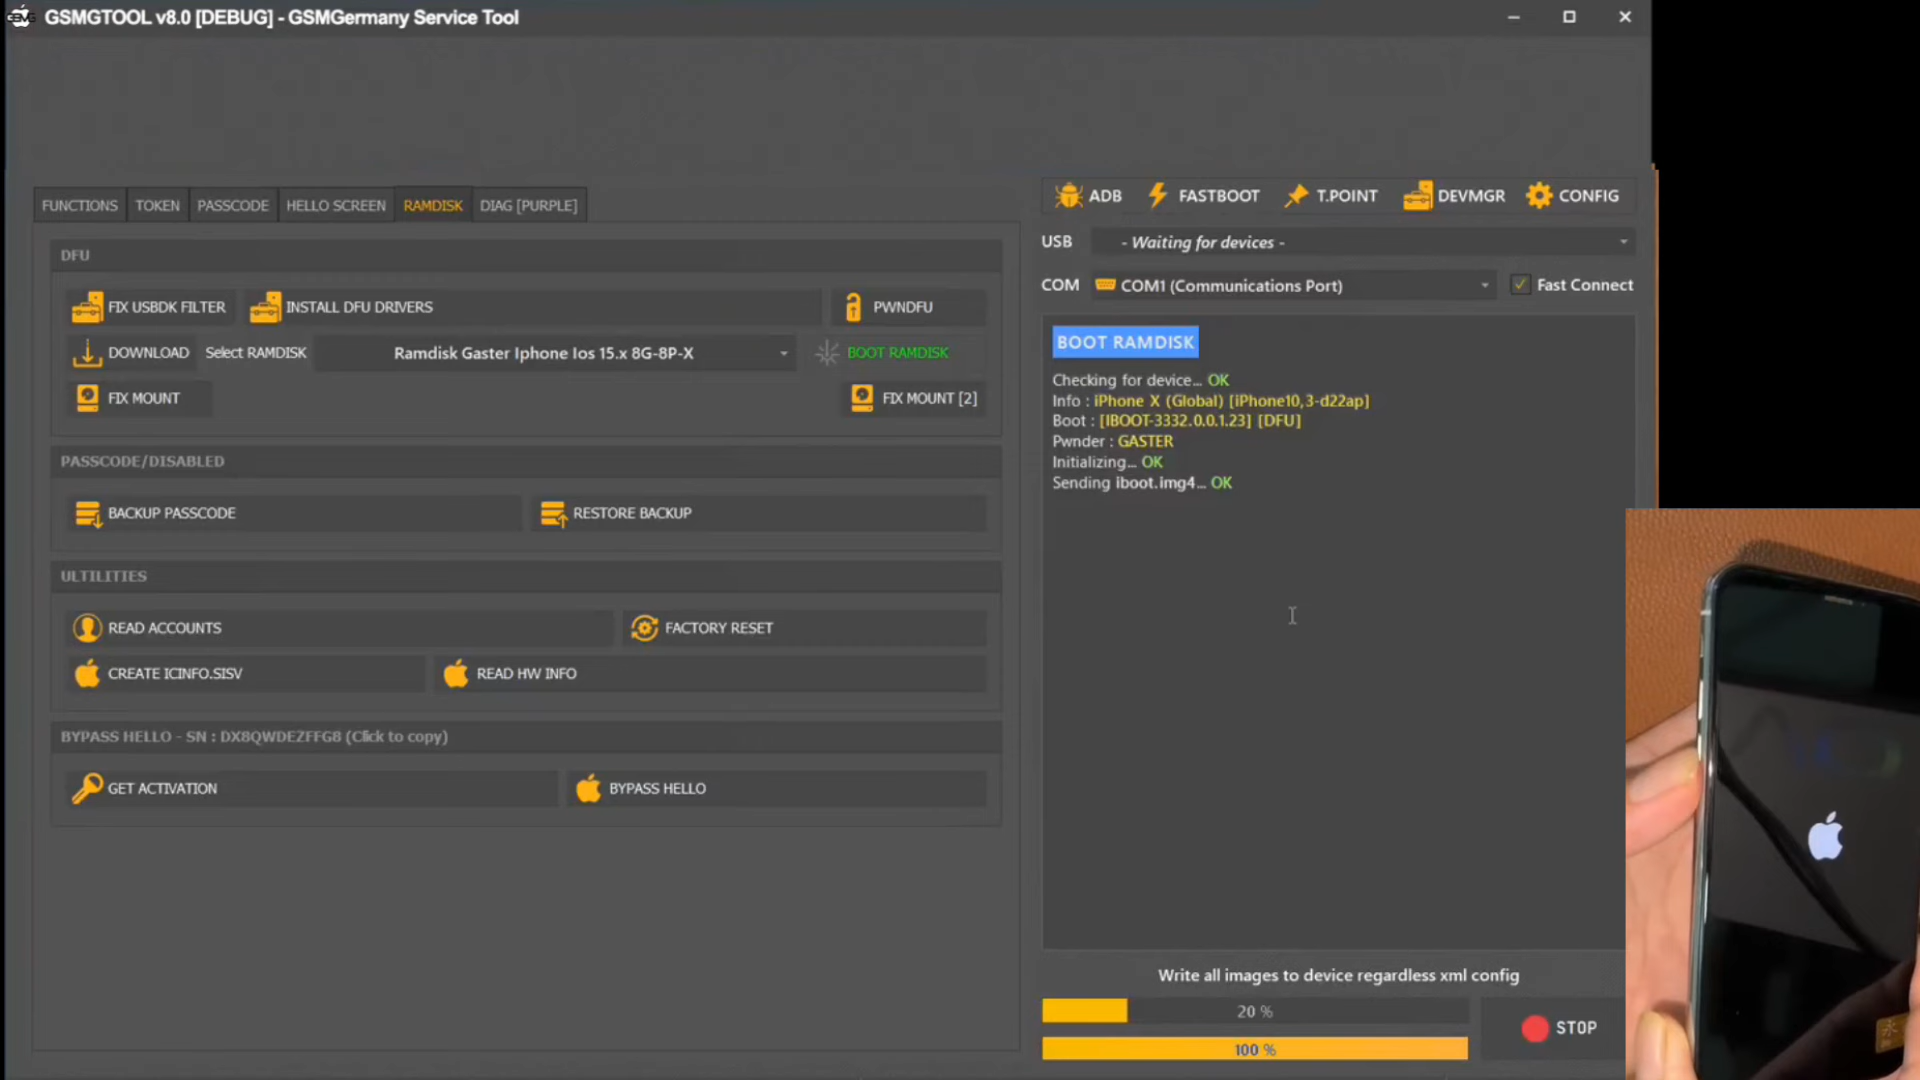 GSMGTOOL v8.0 [DEBUG] - GSMGermany Service Tool
FUNCTIONS TOKEN PASSCODE HELLO SCREEN RAMDISK DIAG [PURPLE]
DFU
FIX USBDK FILTER INSTALL DFU DRIVERS PWNDFU
DOWNLOAD Select RAMDISK Ramdisk Gaster Iphone Ios 15.x 8G-8P-X BOOT RAMDISK
FIX MOUNT FIX MOUNT [2]
PASSCODE/DISABLED
BACKUP PASSCODE RESTORE BACKUP
ULTILITIES
READ ACCOUNTS FACTORY RESET
CREATE ICINFO.SISV READ HW INFO
BYPASS HELLO - SN : DX8QWDEZFFG8 (Click to copy)
GET ACTIVATION BYPASS HELLO
ADB FASTBOOT T.POINT DEVMGR CONFIG
USB - Waiting for devices -
COM COM1 (Communications Port) Fast Connect
BOOT RAMDISK
Checking for device... OK
Info : iPhone X (Global) [iPhone10,3-d22ap]
Boot : [IBOOT-3332.0.0.1.23] [DFU]
Pwnder : GASTER
Initializing... OK
Sending iboot.img4... OK
Write all images to device regardless xml config
20 %
100 %
STOP